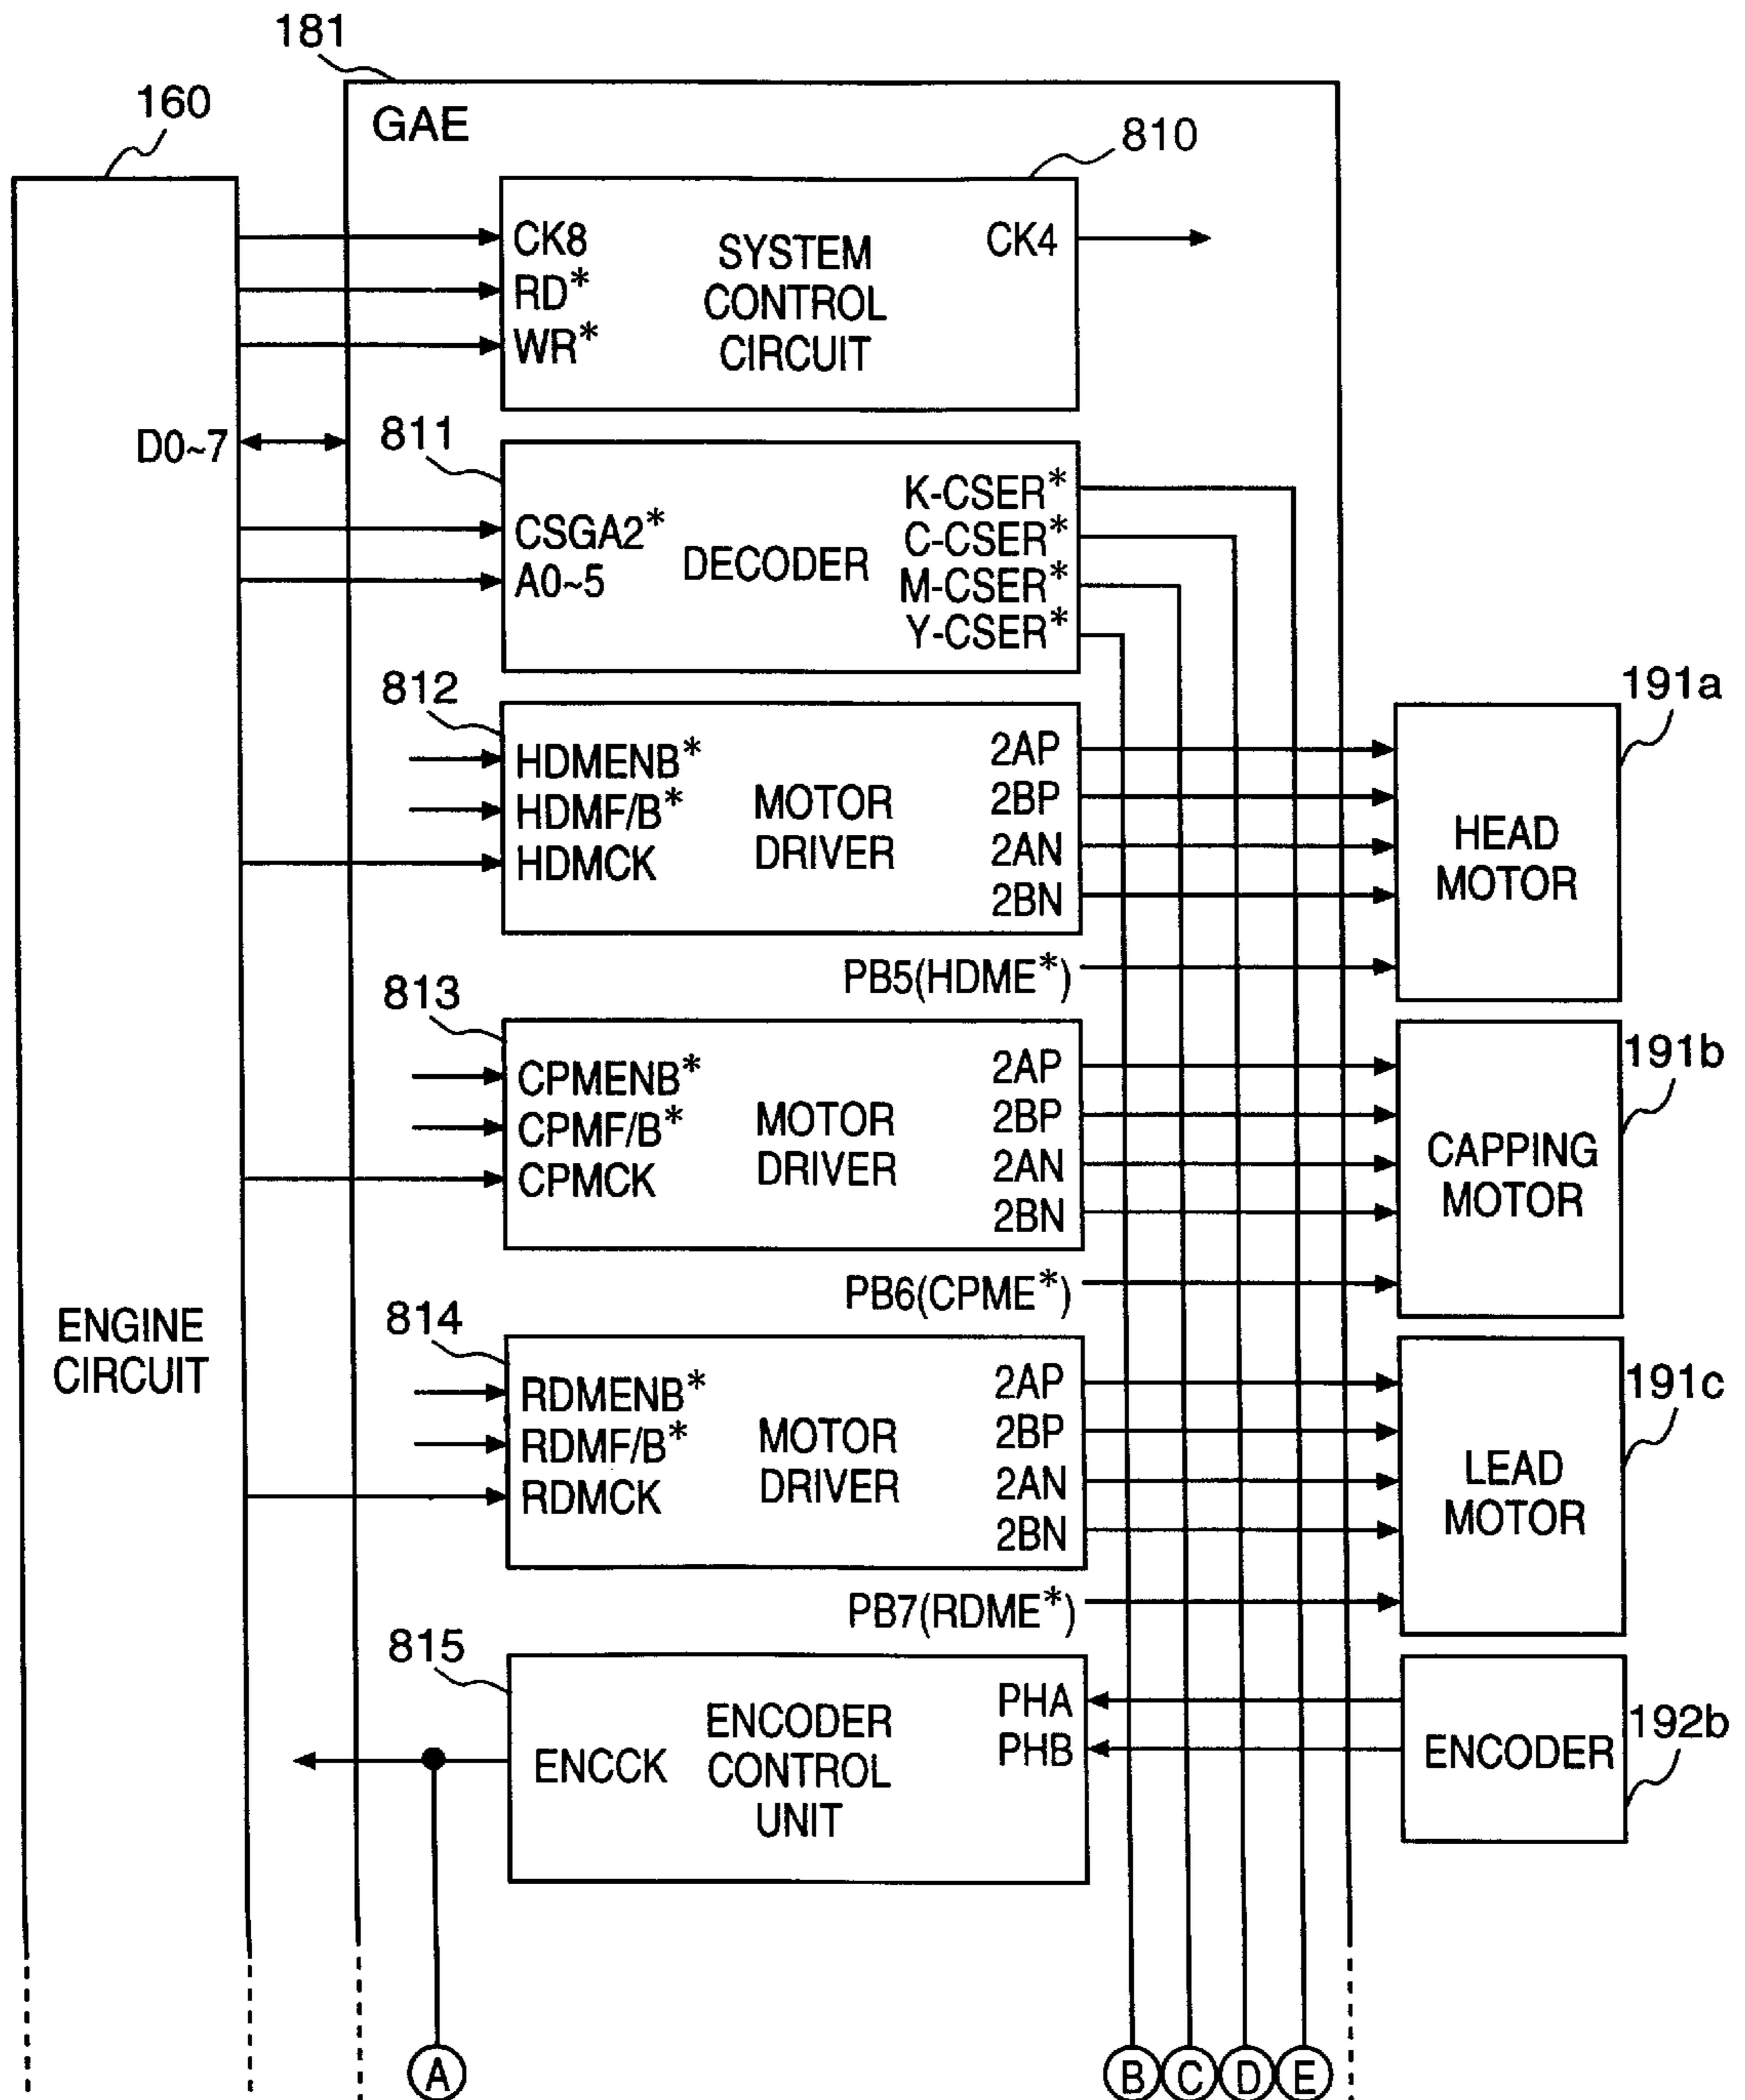 181
160
GAE
810
CK8
RD*
WR*
SYSTEM
CONTROL
CIRCUIT
CK4
D0~7
811
CSGA2*
A0~5
DECODER
K-CSER*
C-CSER*
M-CSER*
Y-CSER*
812
HDMENB*
HDMF/B*
HDMCK
MOTOR
DRIVER
2AP
2BP
2AN
2BN
191a
HEAD
MOTOR
PB5(HDME*)
813
CPMENB*
CPMF/B*
CPMCK
MOTOR
DRIVER
2AP
2BP
2AN
2BN
191b
CAPPING
MOTOR
PB6(CPME*)
ENGINE
CIRCUIT
814
RDMENB*
RDMF/B*
RDMCK
MOTOR
DRIVER
2AP
2BP
2AN
2BN
191c
LEAD
MOTOR
PB7(RDME*)
815
ENCCK
ENCODER
CONTROL
UNIT
PHA
PHB
ENCODER
192b
A
B
C
D
E